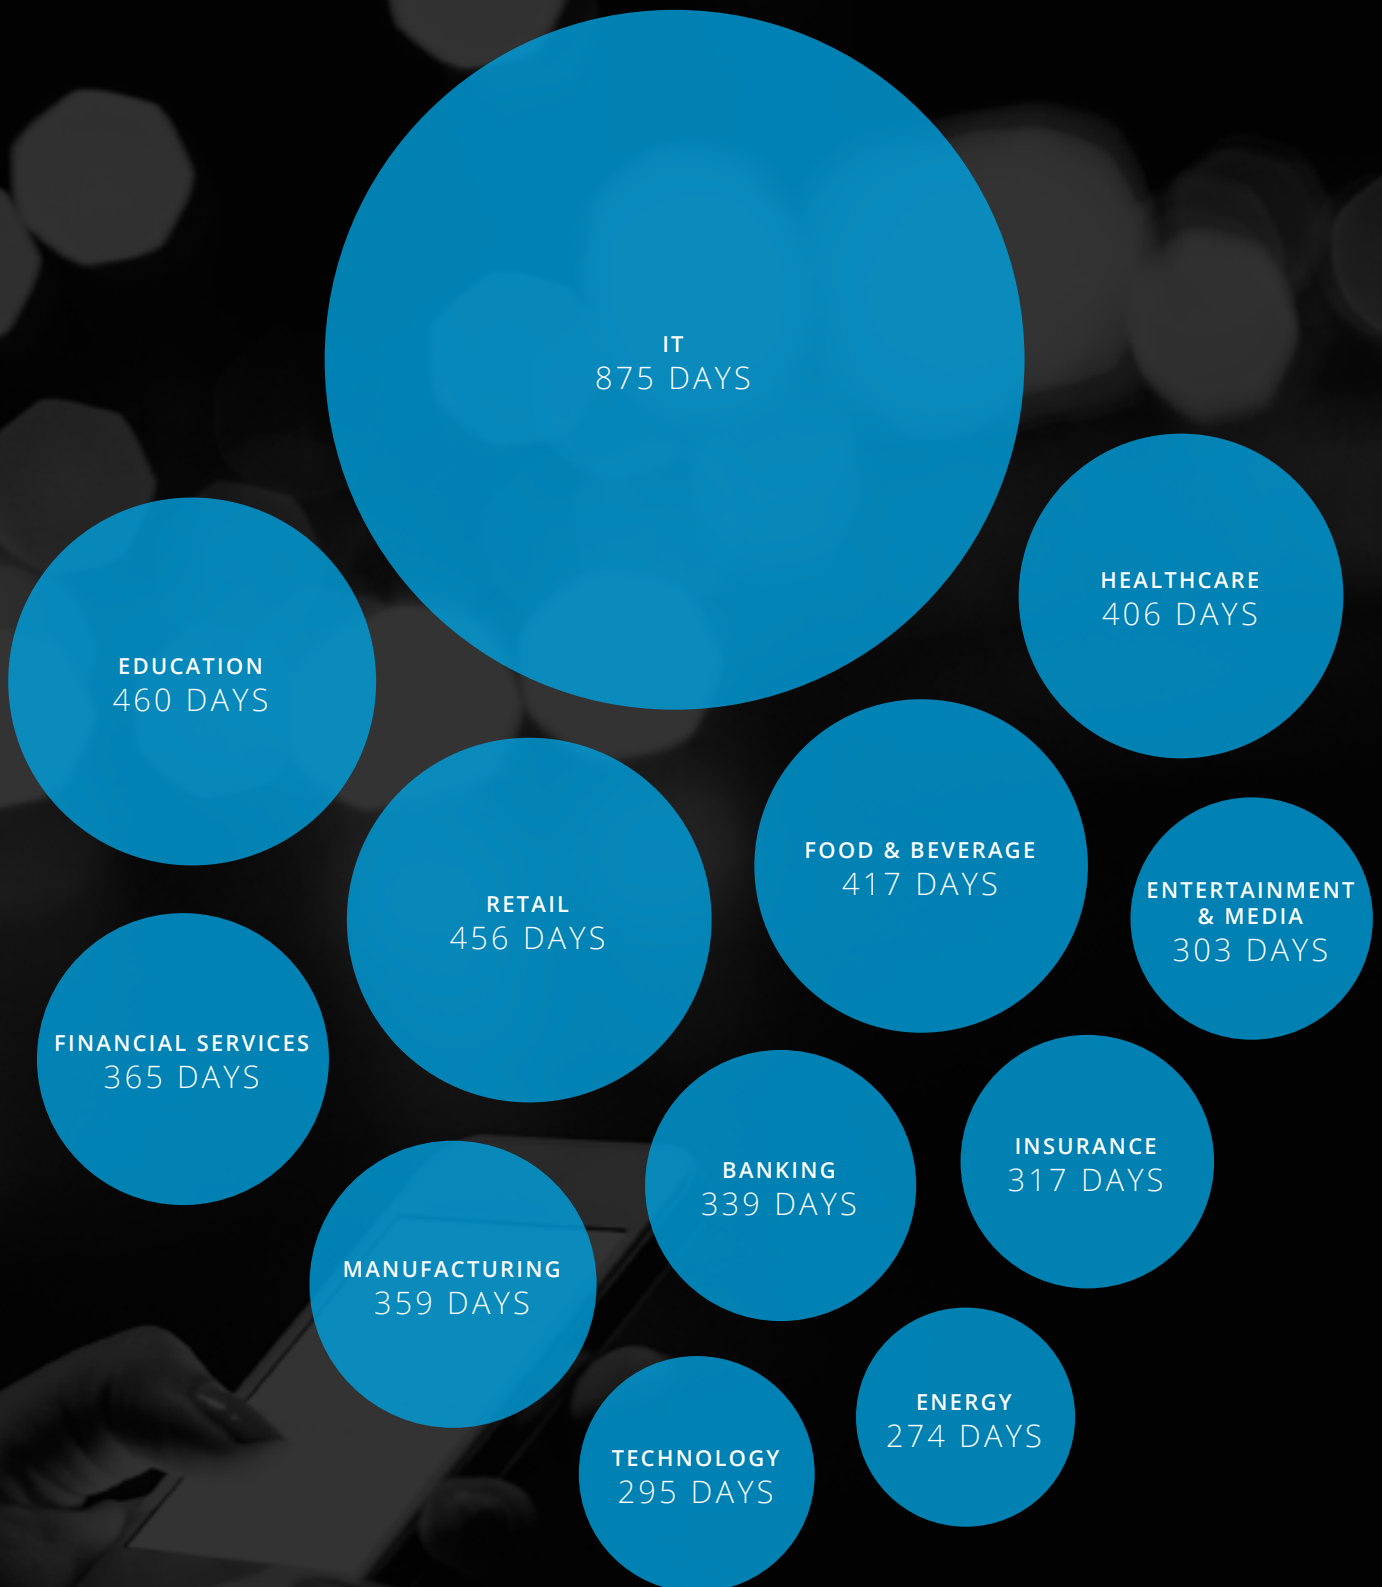 IT
875 DAYS
HEALTHCARE
406 DAYS
EDUCATION
460 DAYS
FOOD & BEVERAGE
417 DAYS
RETAIL
456 DAYS
ENTERTAINMENT
& MEDIA
303 DAYS
FINANCIAL SERVICES
365 DAYS
INSURANCE
317 DAYS
BANKING
339 DAYS
MANUFACTURING
359 DAYS
ENERGY
274 DAYS
TECHNOLOGY
295 DAYS